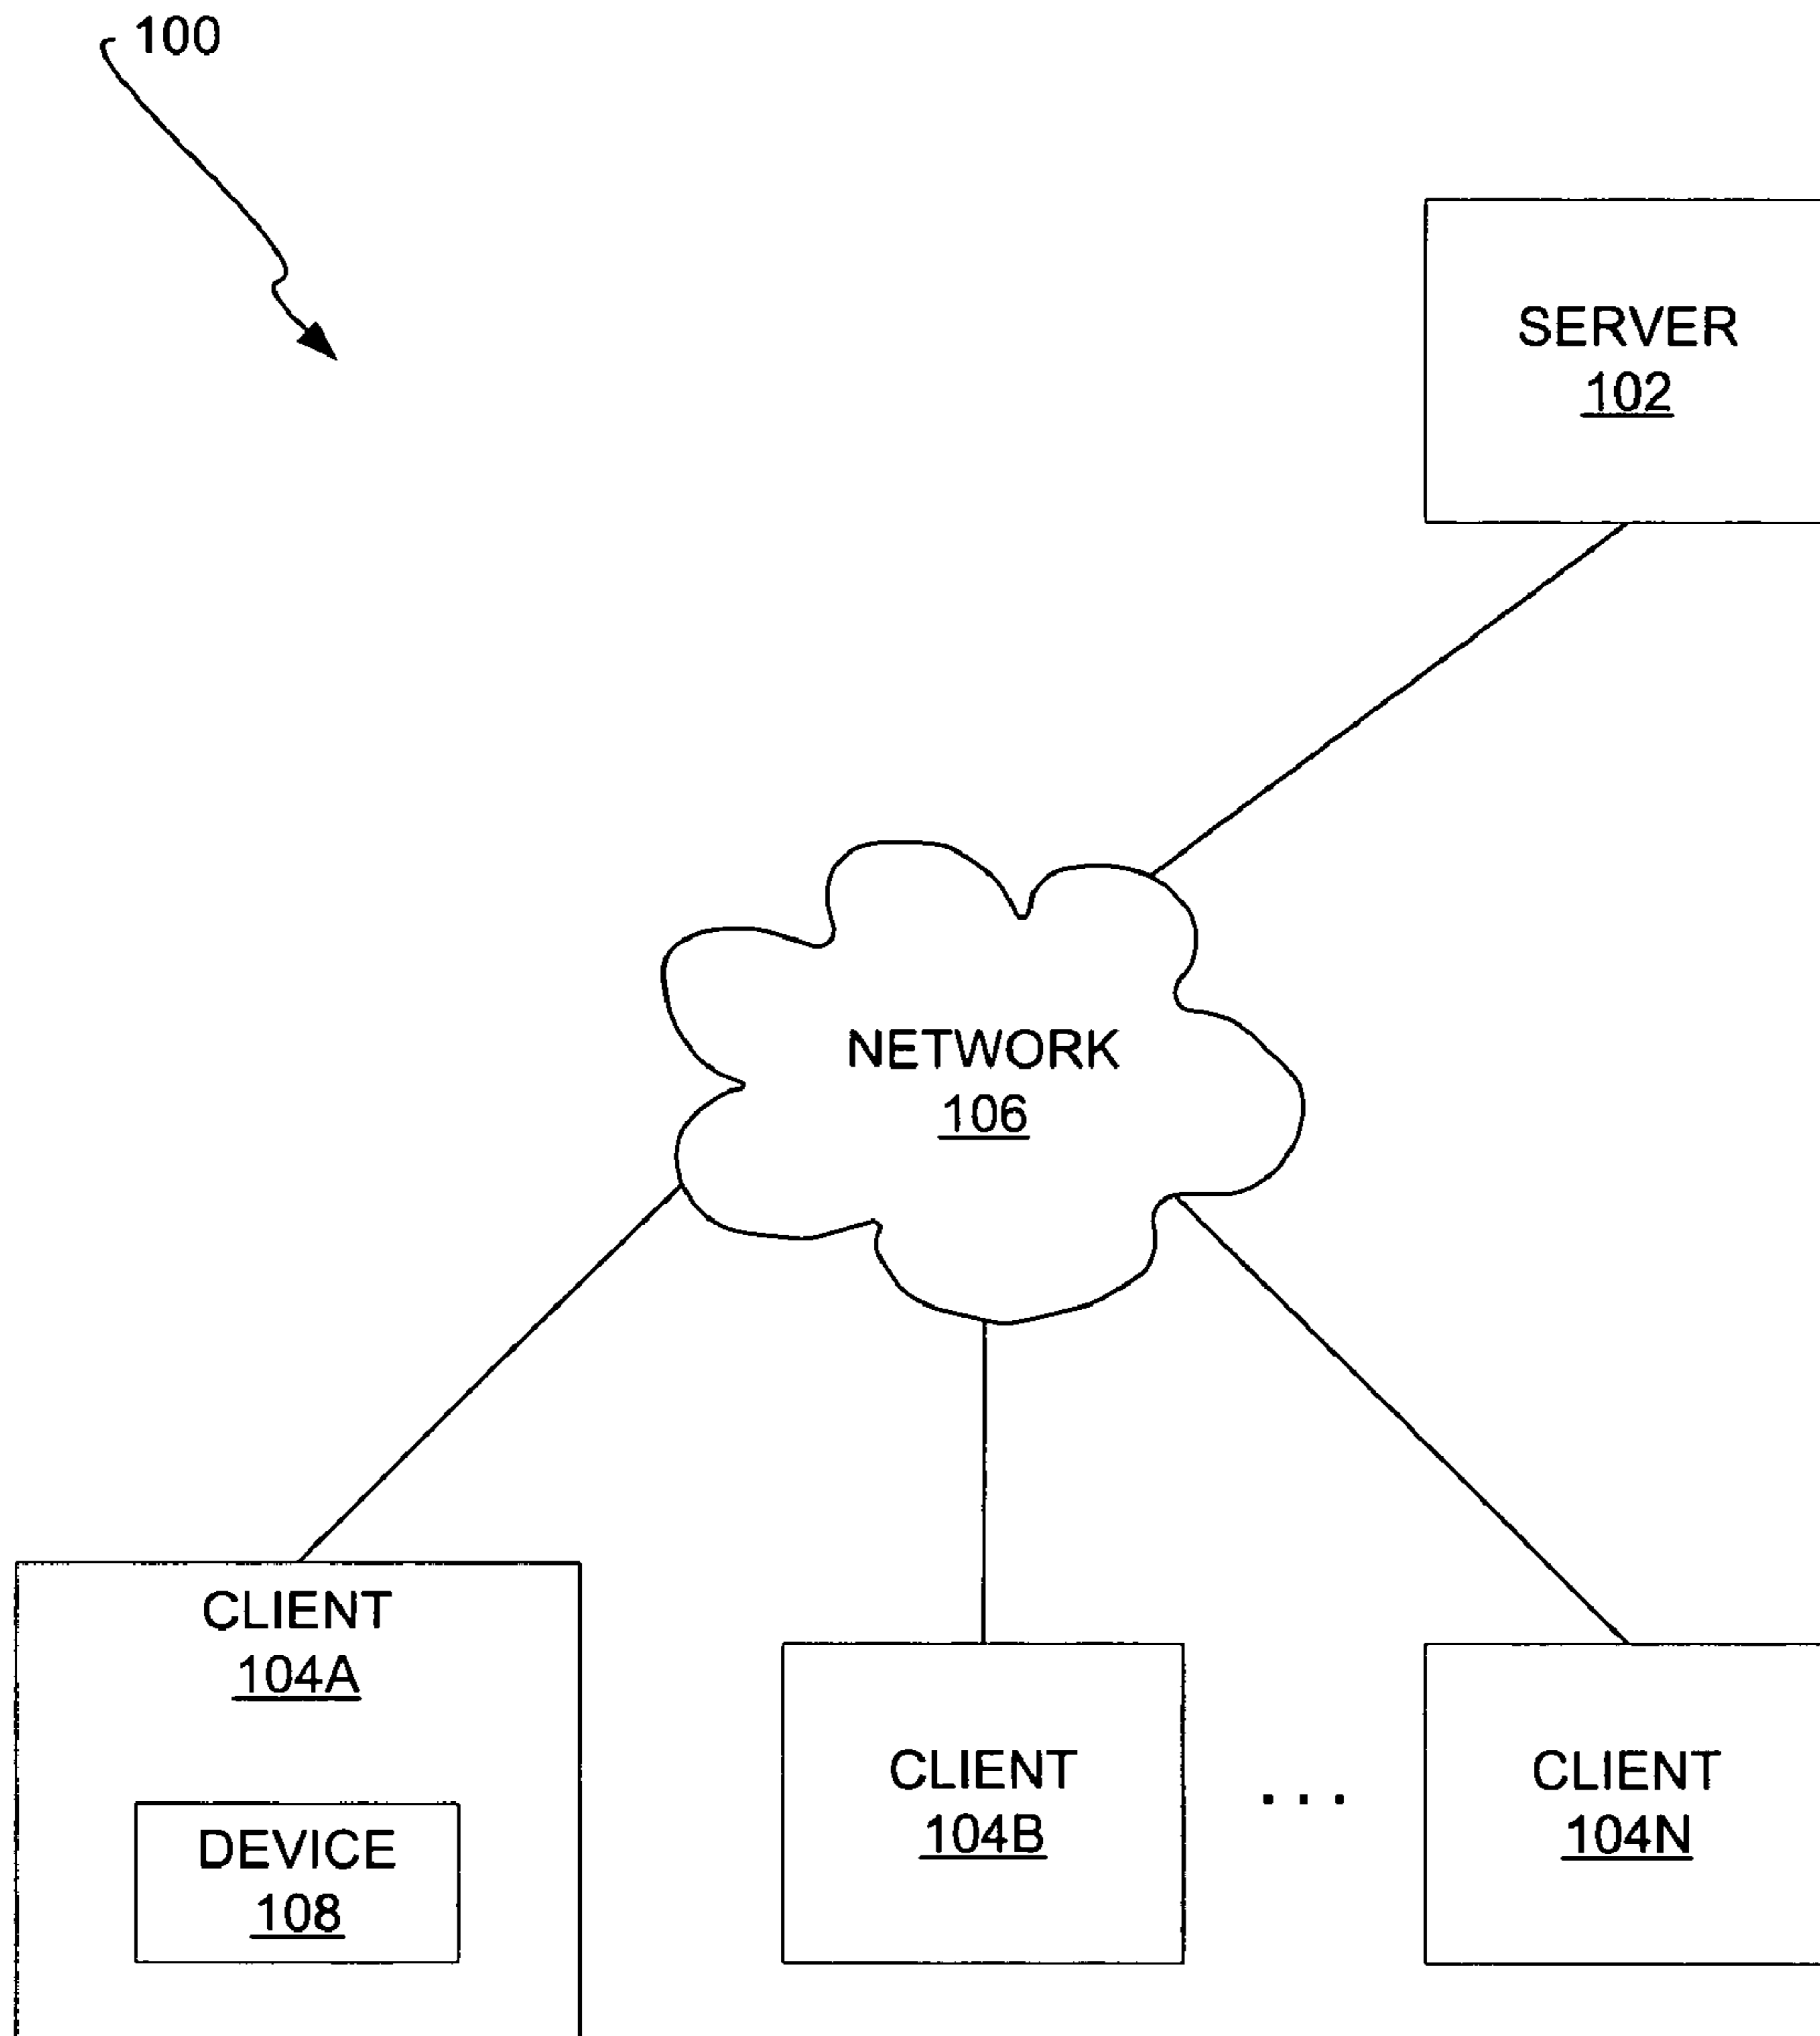 100
SERVER
102
NETWORK
106
CLIENT
104A
DEVICE
108
CLIENT
104B
. . .
CLIENT
104N